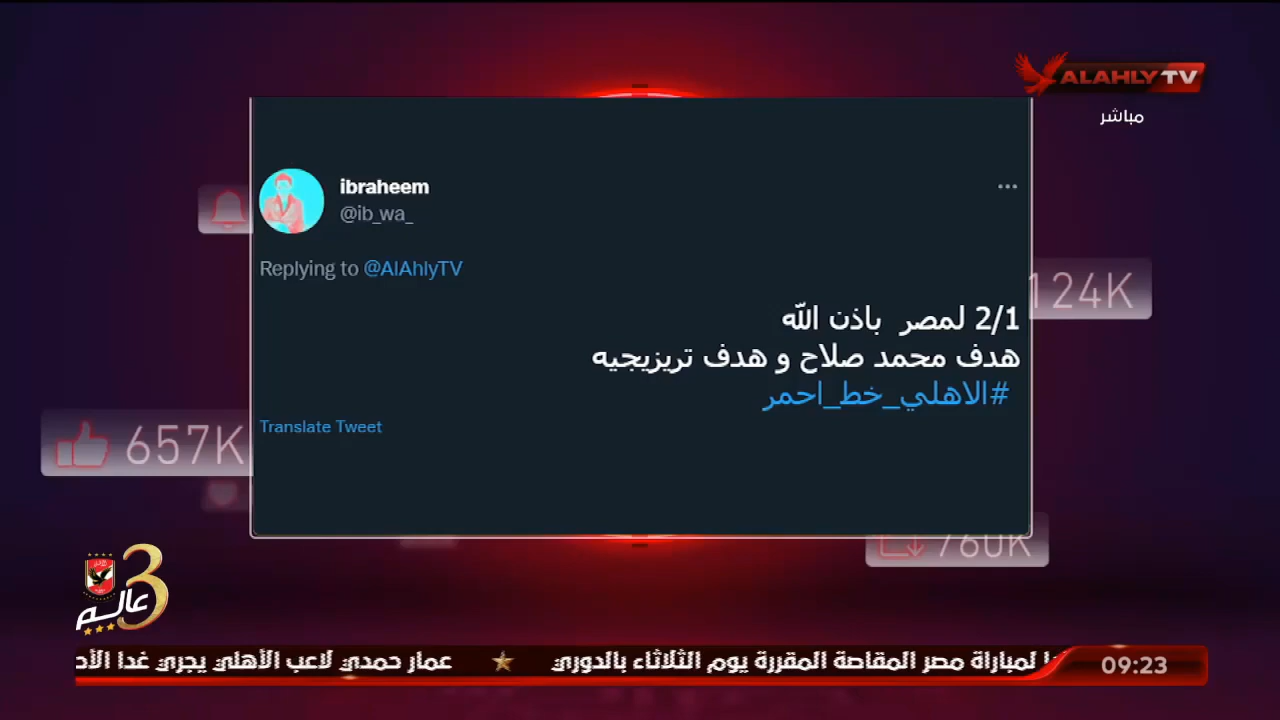 ALAHLY TV
مباشر
ibraheem
@ib_wa_
Replying to @AlAhlyTV
2/1 لمصر باذن الله
هدف محمد صلاح و هدف تريزيجيه
#الاهلي_خط_احمر
Translate Tweet
124K
657K
760K
3 عالم
لمباراة مصر المقاصة المقررة يوم الثلاثاء بالدوري
عمار حمدي لاعب الأهلي يجري غدا
09:23